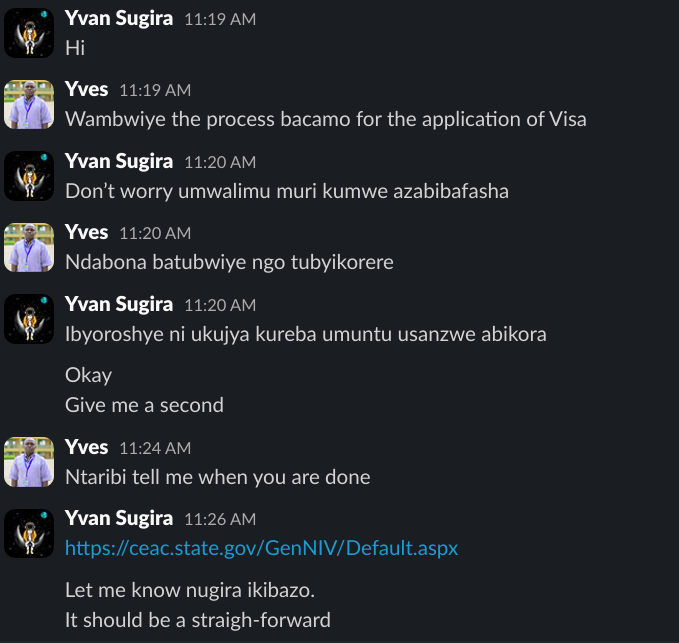 Yvan Sugira 11:19 AM
Hi
Yves 11:19 AM
Wambwiye the process bacamo for the application of Visa
Yvan Sugira 11:20 AM
Don't worry umwalimu muri kumwe azabibafasha
Yves 11:20 AM
Ndabona batubwiye ngo tubyikorere
Yvan Sugira 11:20 AM
Ibyoroshye ni ukujya kureba umuntu usanzwe abikora
Okay
Give me a second
Yves 11:24 AM
Ntaribi tell me when you are done
Yvan Sugira 11:26 AM
https://ceac.state.gov/GenNIV/Default.aspx
Let me know nugira ikibazo.
It should be a straigh-forward